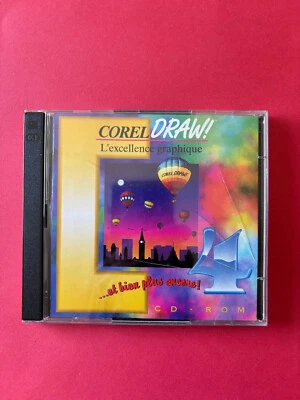 COREL DRAW!
L'excellence graphique
COREL DRAW!
4
...et bien plus encore!
CD-ROM